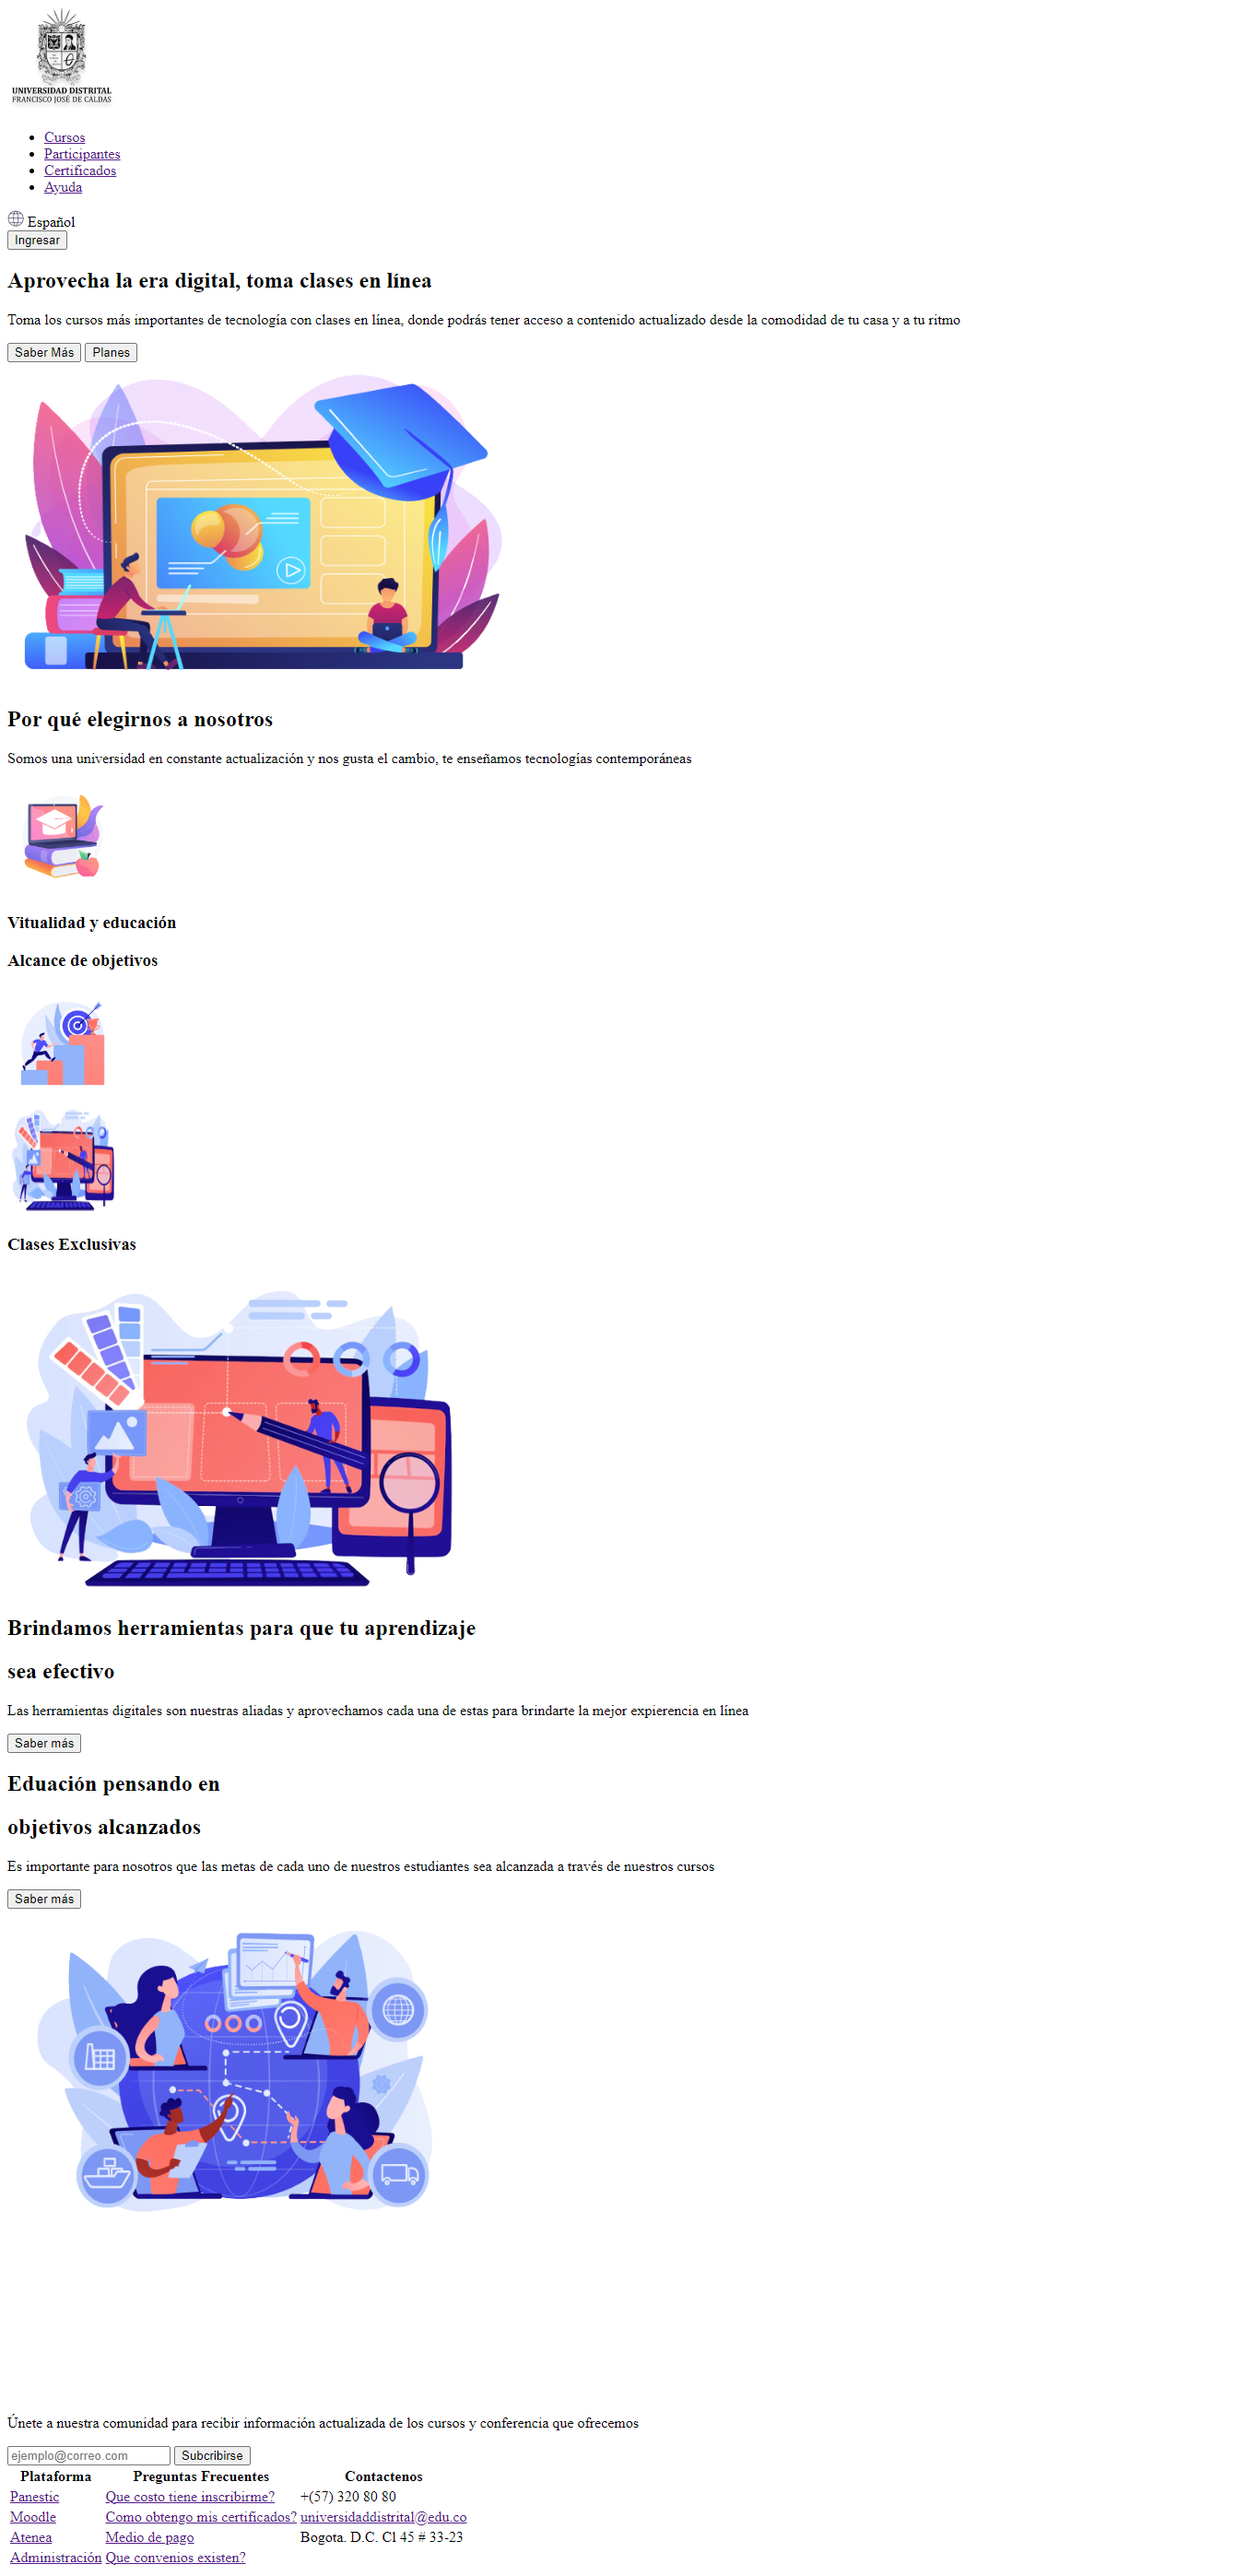 UNIVERSIDAD DISTRITAL
FRANCISCO JOSÉ DE CALDAS
Cursos
Participantes
Certificados
Ayuda
Español
Ingresar
Aprovecha la era digital, toma clases en línea
Toma los cursos más importantes de tecnología con clases en línea, donde podrás tener acceso a contenido actualizado desde la comodidad de tu casa y a tu ritmo
Saber Más Planes
Por qué elegirnos a nosotros
Somos una universidad en constante actualización y nos gusta el cambio, te enseñamos tecnologías contemporáneas
Vitualidad y educación
Alcance de objetivos
Clases Exclusivas
Brindamos herramientas para que tu aprendizaje
sea efectivo
Las herramientas digitales son nuestras aliadas y aprovechamos cada una de estas para brindarte la mejor expierencia en línea
Saber más
Eduación pensando en
objetivos alcanzados
Es importante para nosotros que las metas de cada uno de nuestros estudiantes sea alcanzada a través de nuestros cursos
Saber más
Únete a nuestra comunidad para recibir información actualizada de los cursos y conferencia que ofrecemos
ejemplo@correo.com Subcribirse
Plataforma Preguntas Frecuentes Contactenos
Panestic Que costo tiene inscribirme? +(57) 320 80 80
Moodle Como obtengo mis certificados? universidaddistrital@edu.co
Atenea Medio de pago Bogota. D.C. Cl 45 # 33-23
Administración Que convenios existen?